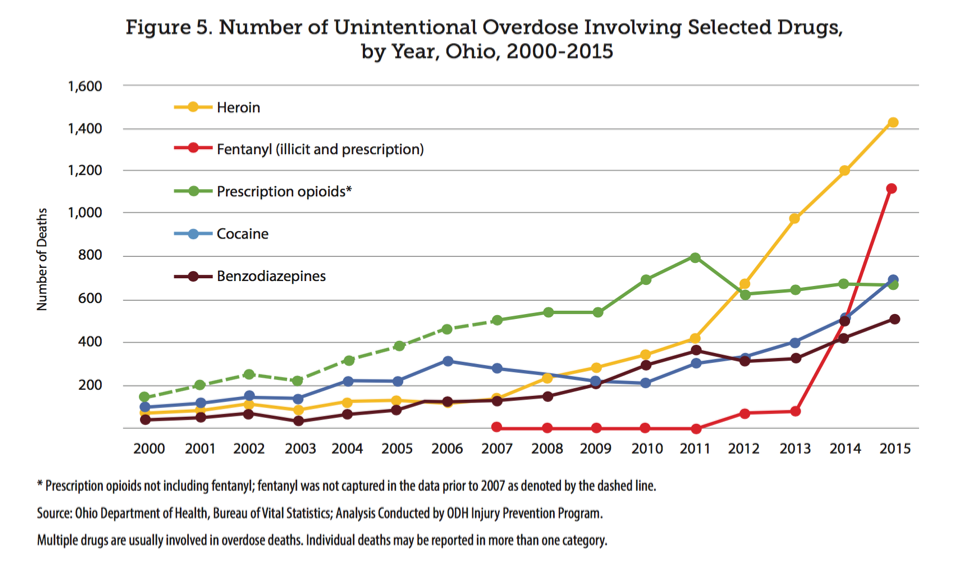 Figure 5. Number of Unintentional Overdose Involving Selected Drugs,
by Year, Ohio, 2000-2015
Number of Deaths
1,600
1,400
1,200
1,000
800
600
400
200
Heroin
Fentanyl (illicit and prescription)
Prescription opioids*
Cocaine
Benzodiazepines
2000 2001 2002 2003 2004 2005 2006 2007 2008 2009 2010 2011 2012 2013 2014 2015
* Prescription opioids not including fentanyl; fentanyl was not captured in the data prior to 2007 as denoted by the dashed line.
Source: Ohio Department of Health, Bureau of Vital Statistics; Analysis Conducted by ODH Injury Prevention Program.
Multiple drugs are usually involved in overdose deaths. Individual deaths may be reported in more than one category.